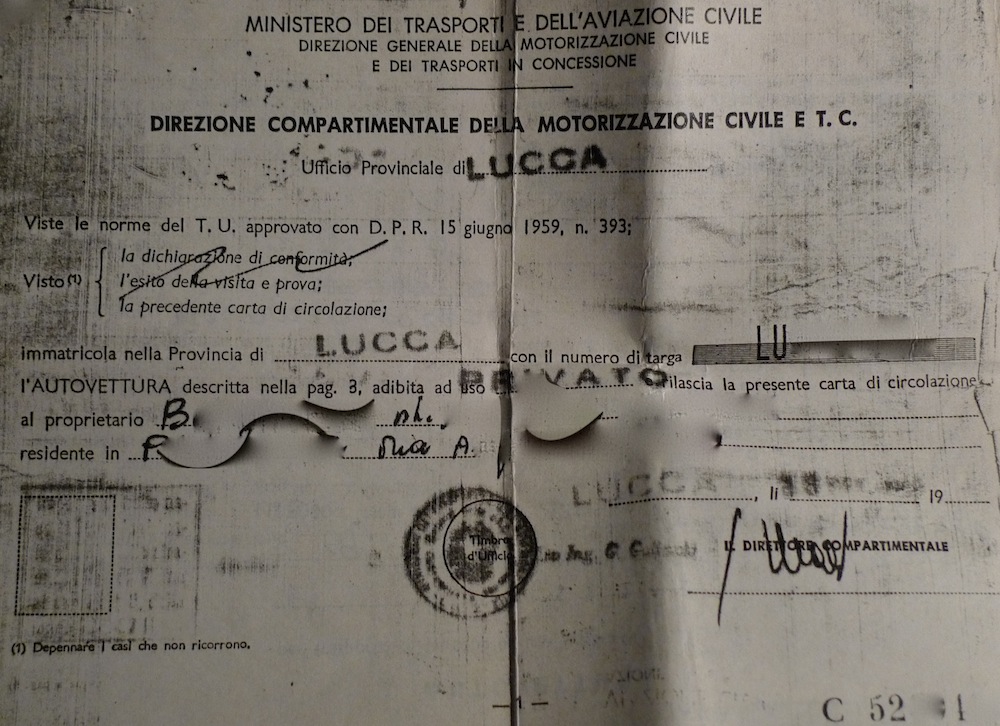 MINISTERO DEI TRASPORTI E DELL'AVIAZIONE CIVILE
DIREZIONE GENERALE DELLA MOTORIZZAZIONE CIVILE
E DEI TRASPORTI IN CONCESSIONE
DIREZIONE COMPARTIMENTALE DELLA MOTORIZZAZIONE CIVILE E T. C.
Ufficio Provinciale di LUCCA
Viste le norme del T. U. approvato con D. P. R. 15 giugno 1959, n. 393;
la dichiarazione di conformità;
Visto (1) l'esito della visita e prova;
la precedente carta di circolazione;
immatricola nella Provincia di LUCCA con il numero di targa LU
l'AUTOVETTURA descritta nella pag. 3, adibita ad uso PRIVATO rilascia la presente carta di circolazione
al proprietario B.
residente in A.
LUCCA, li 19
Timbro
d'Ufficio
IL DIRETTORE COMPARTIMENTALE
(1) Depennare i casi che non ricorrono.
— 1 —
C 52 1